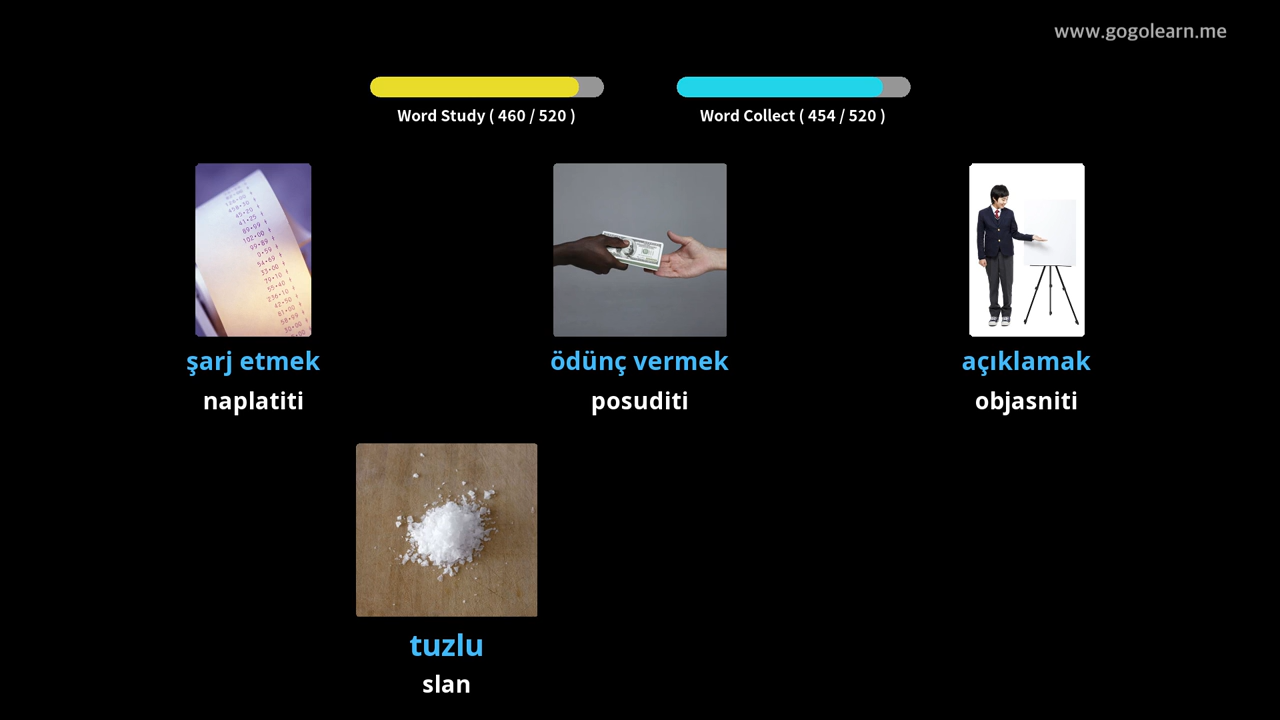 www.gogolearn.me
Word Study ( 460 / 520 )
Word Collect ( 454 / 520 )
şarj etmek
naplatiti
ödünç vermek
posuditi
açıklamak
objasniti
tuzlu
slan